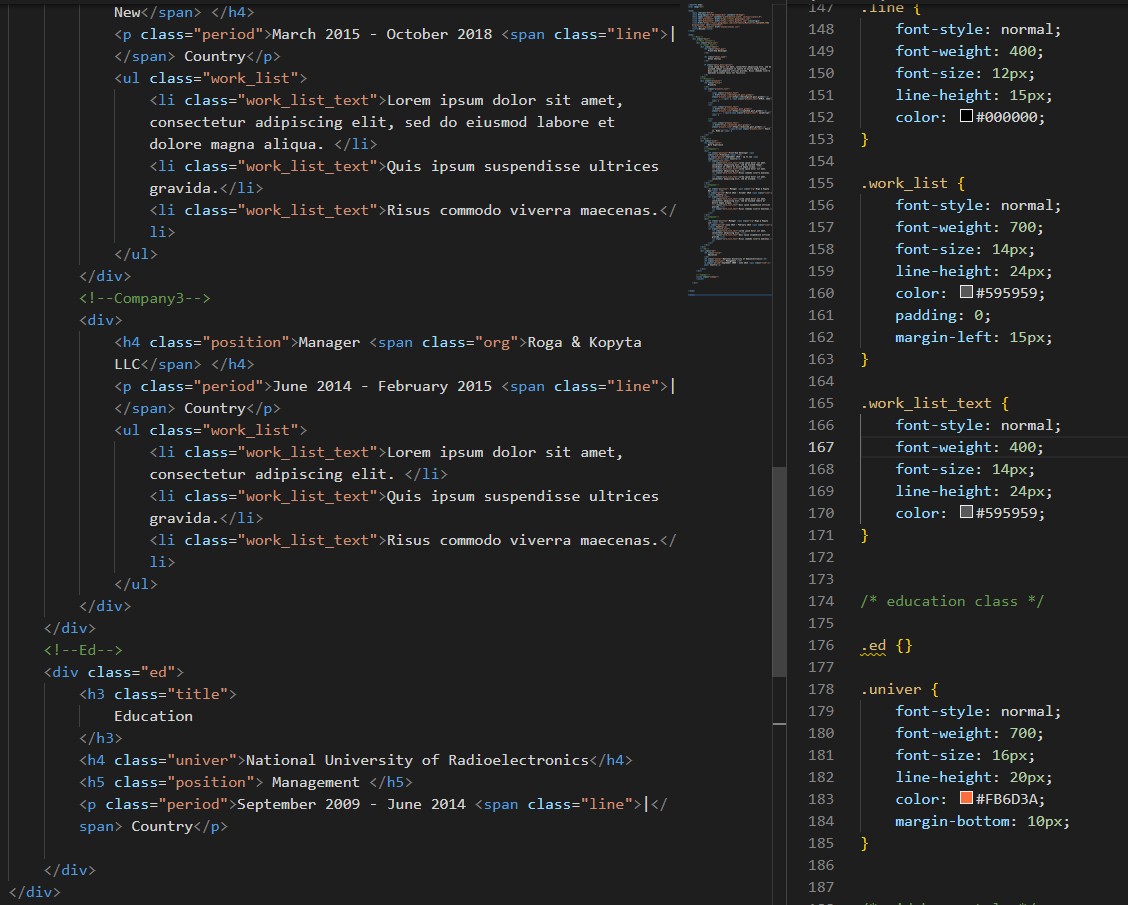 New</span> </h4>
<p class="period">March 2015 - October 2018 <span class="line">|
</span> Country</p>
<ul class="work_list">
<li class="work_list_text">Lorem ipsum dolor sit amet,
consectetur adipiscing elit, sed do eiusmod labore et
dolore magna aliqua. </li>
<li class="work_list_text">Quis ipsum suspendisse ultrices
gravida.</li>
<li class="work_list_text">Risus commodo viverra maecenas.</
li>
</ul>
</div>
<!--Company3-->
<div>
<h4 class="position">Manager <span class="org">Roga & Kopyta
LLC</span> </h4>
<p class="period">June 2014 - February 2015 <span class="line">|
</span> Country</p>
<ul class="work_list">
<li class="work_list_text">Lorem ipsum dolor sit amet,
consectetur adipiscing elit. </li>
<li class="work_list_text">Quis ipsum suspendisse ultrices
gravida.</li>
<li class="work_list_text">Risus commodo viverra maecenas.</
li>
</ul>
</div>
</div>
<!--Ed-->
<div class="ed">
<h3 class="title">
Education
</h3>
<h4 class="univer">National University of Radioelectronics</h4>
<h5 class="position"> Management </h5>
<p class="period">September 2009 - June 2014 <span class="line">|</
span> Country</p>
</div>
</div>
147 .line {
148 font-style: normal;
149 font-weight: 400;
150 font-size: 12px;
151 line-height: 15px;
152 color: #000000;
153 }
154
155 .work_list {
156 font-style: normal;
157 font-weight: 700;
158 font-size: 14px;
159 line-height: 24px;
160 color: #595959;
161 padding: 0;
162 margin-left: 15px;
163 }
164
165 .work_list_text {
166 font-style: normal;
167 font-weight: 400;
168 font-size: 14px;
169 line-height: 24px;
170 color: #595959;
171 }
172
173
174 /* education class */
175
176 .ed {}
177
178 .univer {
179 font-style: normal;
180 font-weight: 700;
181 font-size: 16px;
182 line-height: 20px;
183 color: #FB6D3A;
184 margin-bottom: 10px;
185 }
186
187